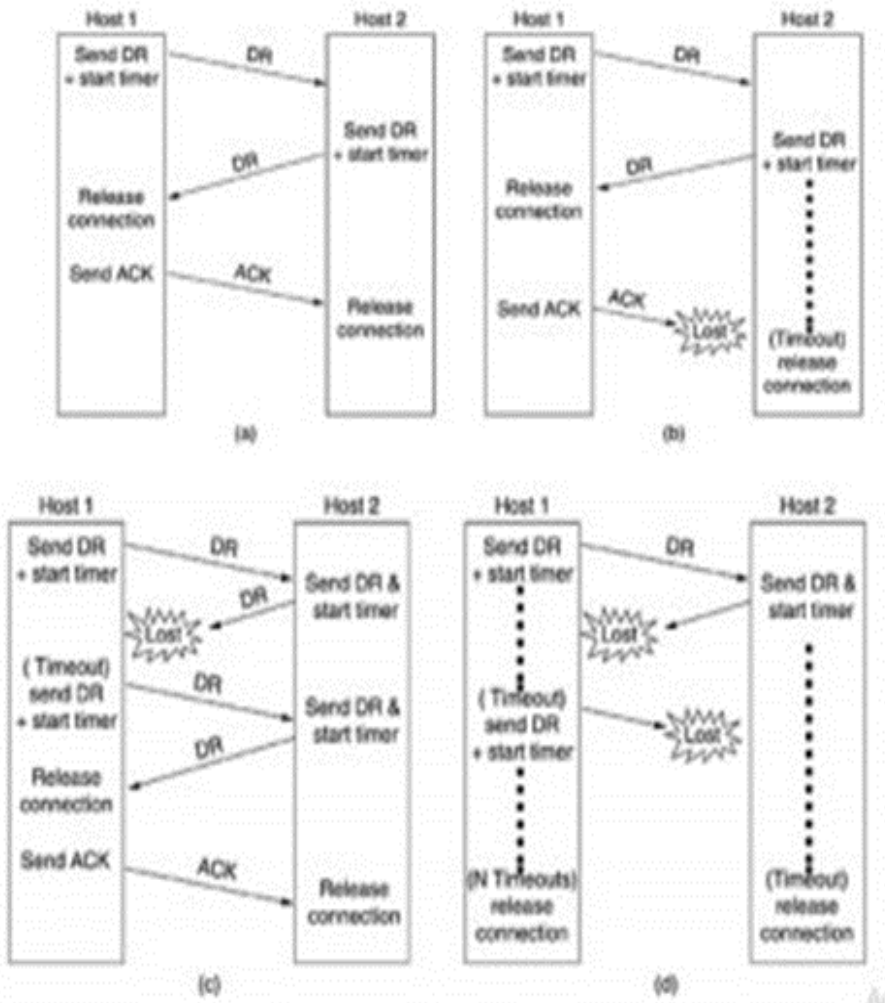 Host 1
Host 2
Send DR
+ start timer
DR
Send DR
+ start timer
DR
Release
connection
Send ACK
ACK
Release
connection
(a)
Host 1
Host 2
Send DR
+ start timer
DR
Send DR
+ start timer
DR
Release
connection
Send ACK
ACK
Lost
(Timeout)
release
connection
(b)
Host 1
Host 2
Send DR
+ start timer
DR
Send DR &
start timer
DR
Lost
( Timeout)
send DR
+ start timer
DR
Send DR &
start timer
DR
Release
connection
Send ACK
ACK
Release
connection
(c)
Host 1
Host 2
Send DR
+ start timer
DR
Send DR &
start timer
Lost
( Timeout)
send DR
+ start timer
Lost
(N Timeouts)
release
connection
(Timeout)
release
connection
(d)